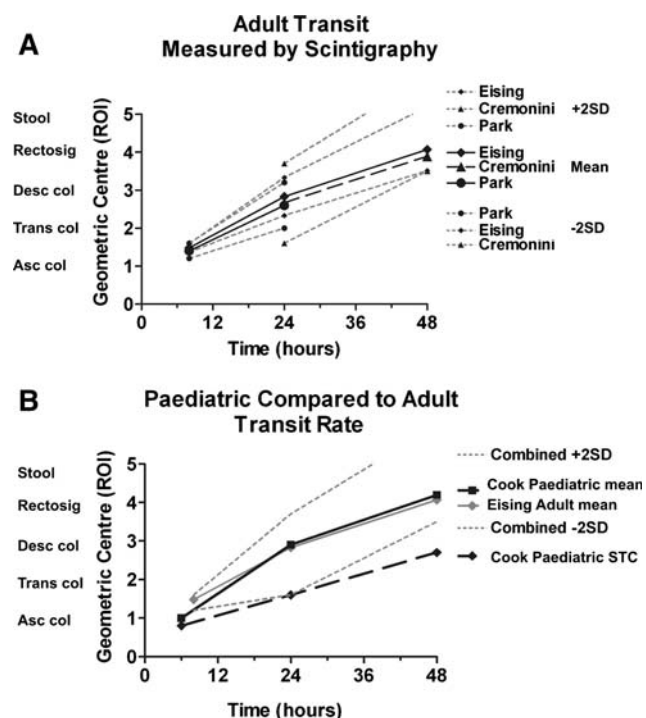 A
Adult Transit
Measured by Scintigraphy
Stool
Rectosig
Desc col
Trans col
Asc col
Geometric Centre (ROI)
5
4
3
2
1
0
0 12 24 36 48
Time (hours)
Eising
Cremonini +2SD
Park
Eising
Cremonini Mean
Park
Park
Eising -2SD
Cremonini
B
Paediatric Compared to Adult
Transit Rate
Stool
Rectosig
Desc col
Trans col
Asc col
Geometric Centre (ROI)
5
4
3
2
1
0
0 12 24 36 48
Time (hours)
Combined +2SD
Cook Paediatric mean
Eising Adult mean
Combined -2SD
Cook Paediatric STC